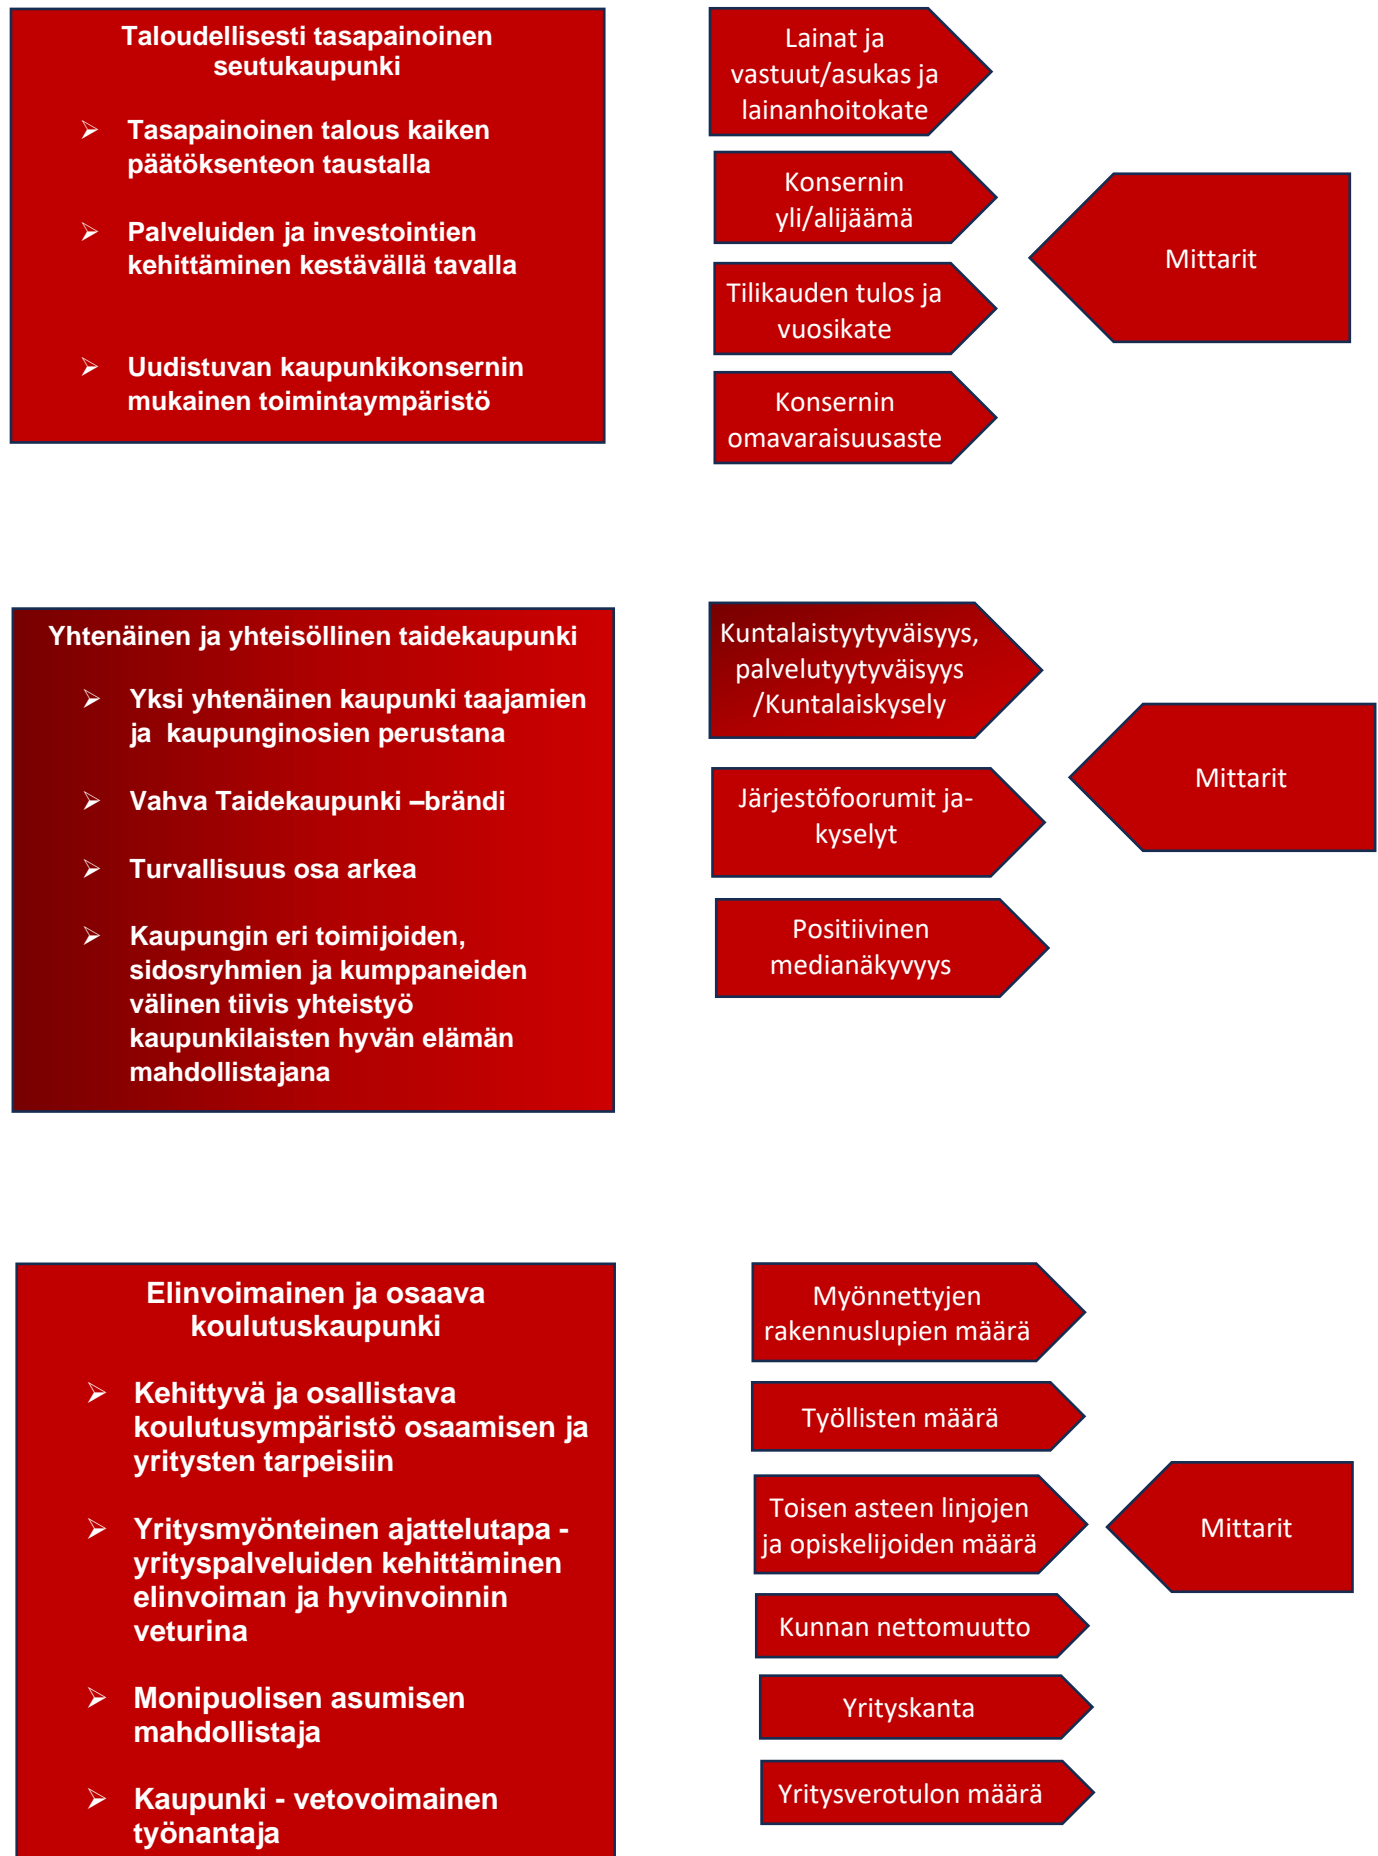 Taloudellisesti tasapainoinen
seutukaupunki
➢ Tasapainoinen talous kaiken
päätöksenteon taustalla
➢ Palveluiden ja investointien
kehittäminen kestävällä tavalla
➢ Uudistuvan kaupunkikonsernin
mukainen toimintaympäristö
Lainat ja
vastuut/asukas ja
lainanhoitokate
Konsernin
yli/alijäämä
Tilikauden tulos ja
vuosikate
Konsernin
omavaraisuusaste
Mittarit
Yhtenäinen ja yhteisöllinen taidekaupunki
➢ Yksi yhtenäinen kaupunki taajamien
ja kaupunginosien perustana
➢ Vahva Taidekaupunki –brändi
➢ Turvallisuus osa arkea
➢ Kaupungin eri toimijoiden,
sidosryhmien ja kumppaneiden
välinen tiivis yhteistyö
kaupunkilaisten hyvän elämän
mahdollistajana
Kuntalaistyytyväisyys,
palvelutyytyväisyys
/Kuntalaiskysely
Järjestöfoorumit ja-
kyselyt
Positiivinen
medianäkyvyys
Mittarit
Elinvoimainen ja osaava
koulutuskaupunki
➢ Kehittyvä ja osallistava
koulutusympäristö osaamisen ja
yritysten tarpeisiin
➢ Yritysmyönteinen ajattelutapa -
yrityspalveluiden kehittäminen
elinvoiman ja hyvinvoinnin
veturina
➢ Monipuolisen asumisen
mahdollistaja
➢ Kaupunki - vetovoimainen
työnantaja
Myönnettyjen
rakennuslupien määrä
Työllisten määrä
Toisen asteen linjojen
ja opiskelijoiden määrä
Kunnan nettomuutto
Yrityskanta
Yritysverotulon määrä
Mittarit